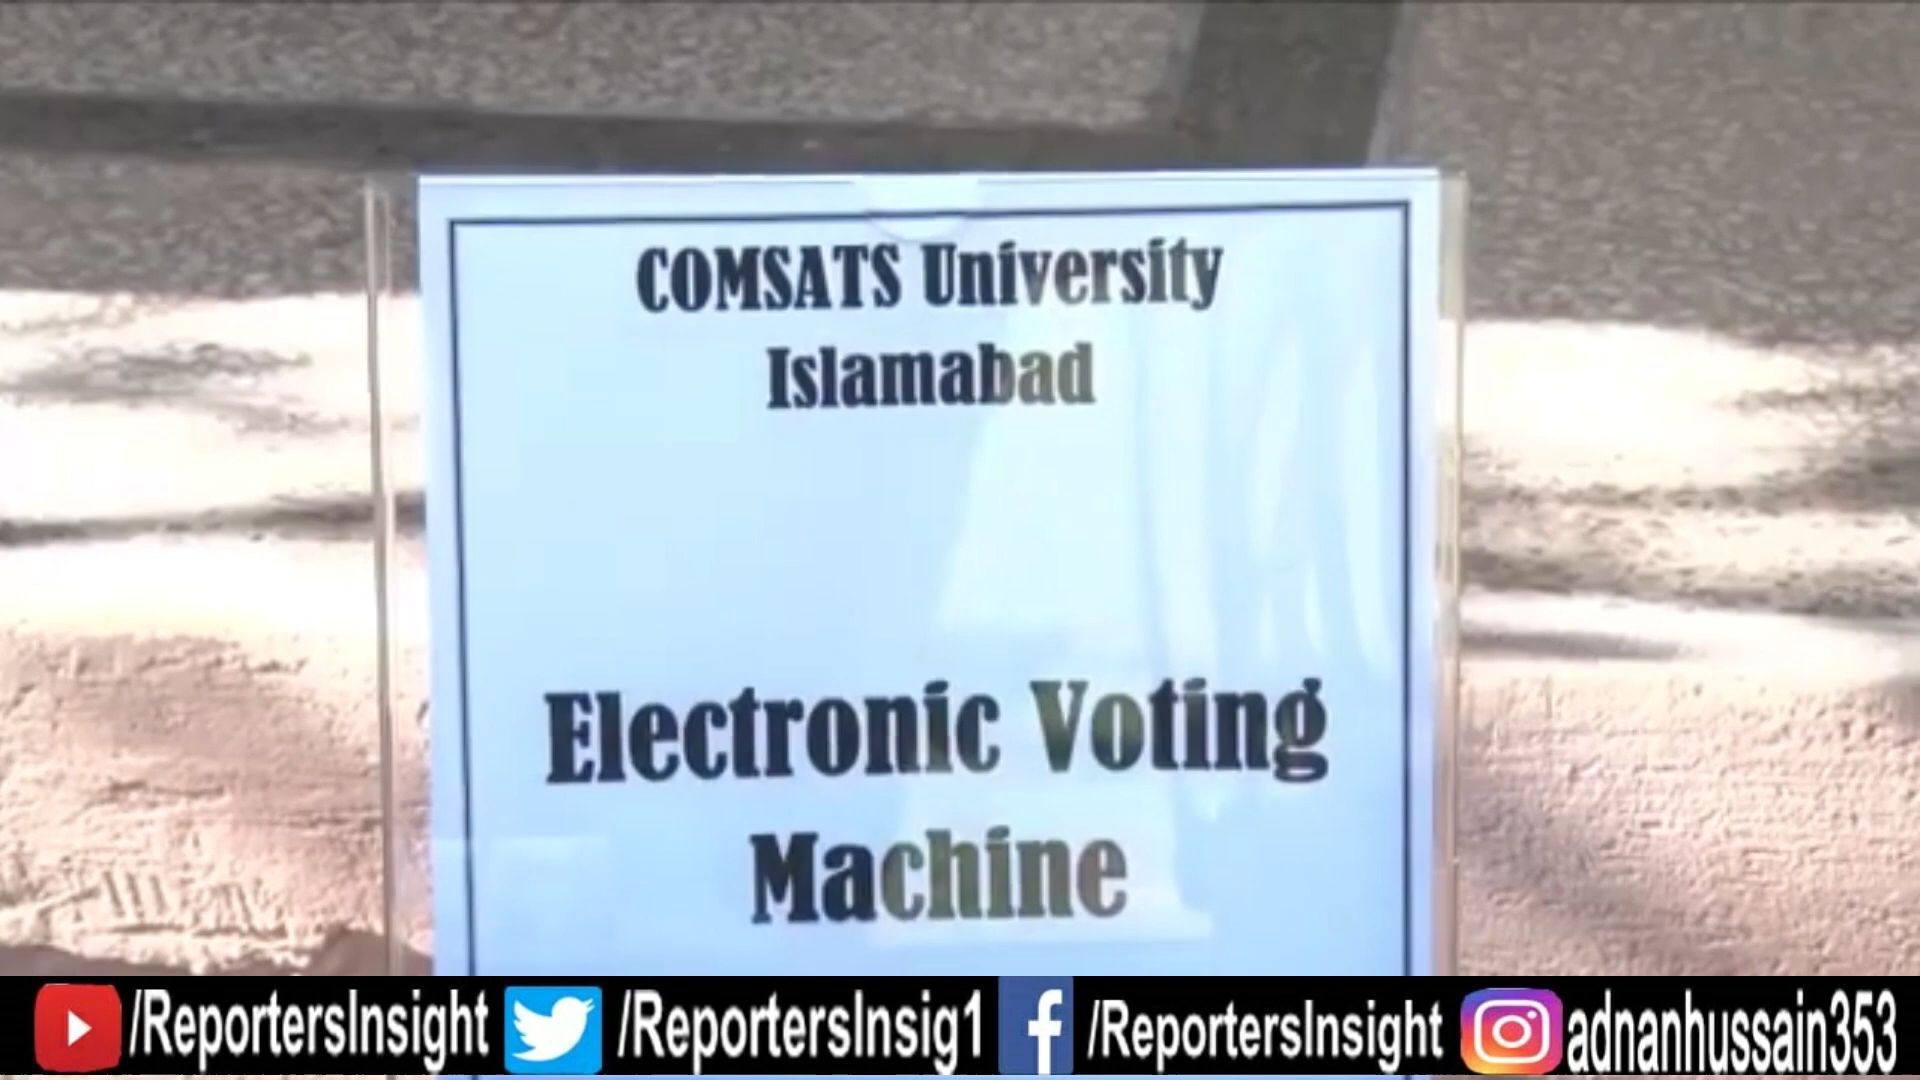 COMSATS University
Islamabad
Electronic Voting
Machine
/ReportersInsight /ReportersInsig1 /ReportersInsight adnanhussain353